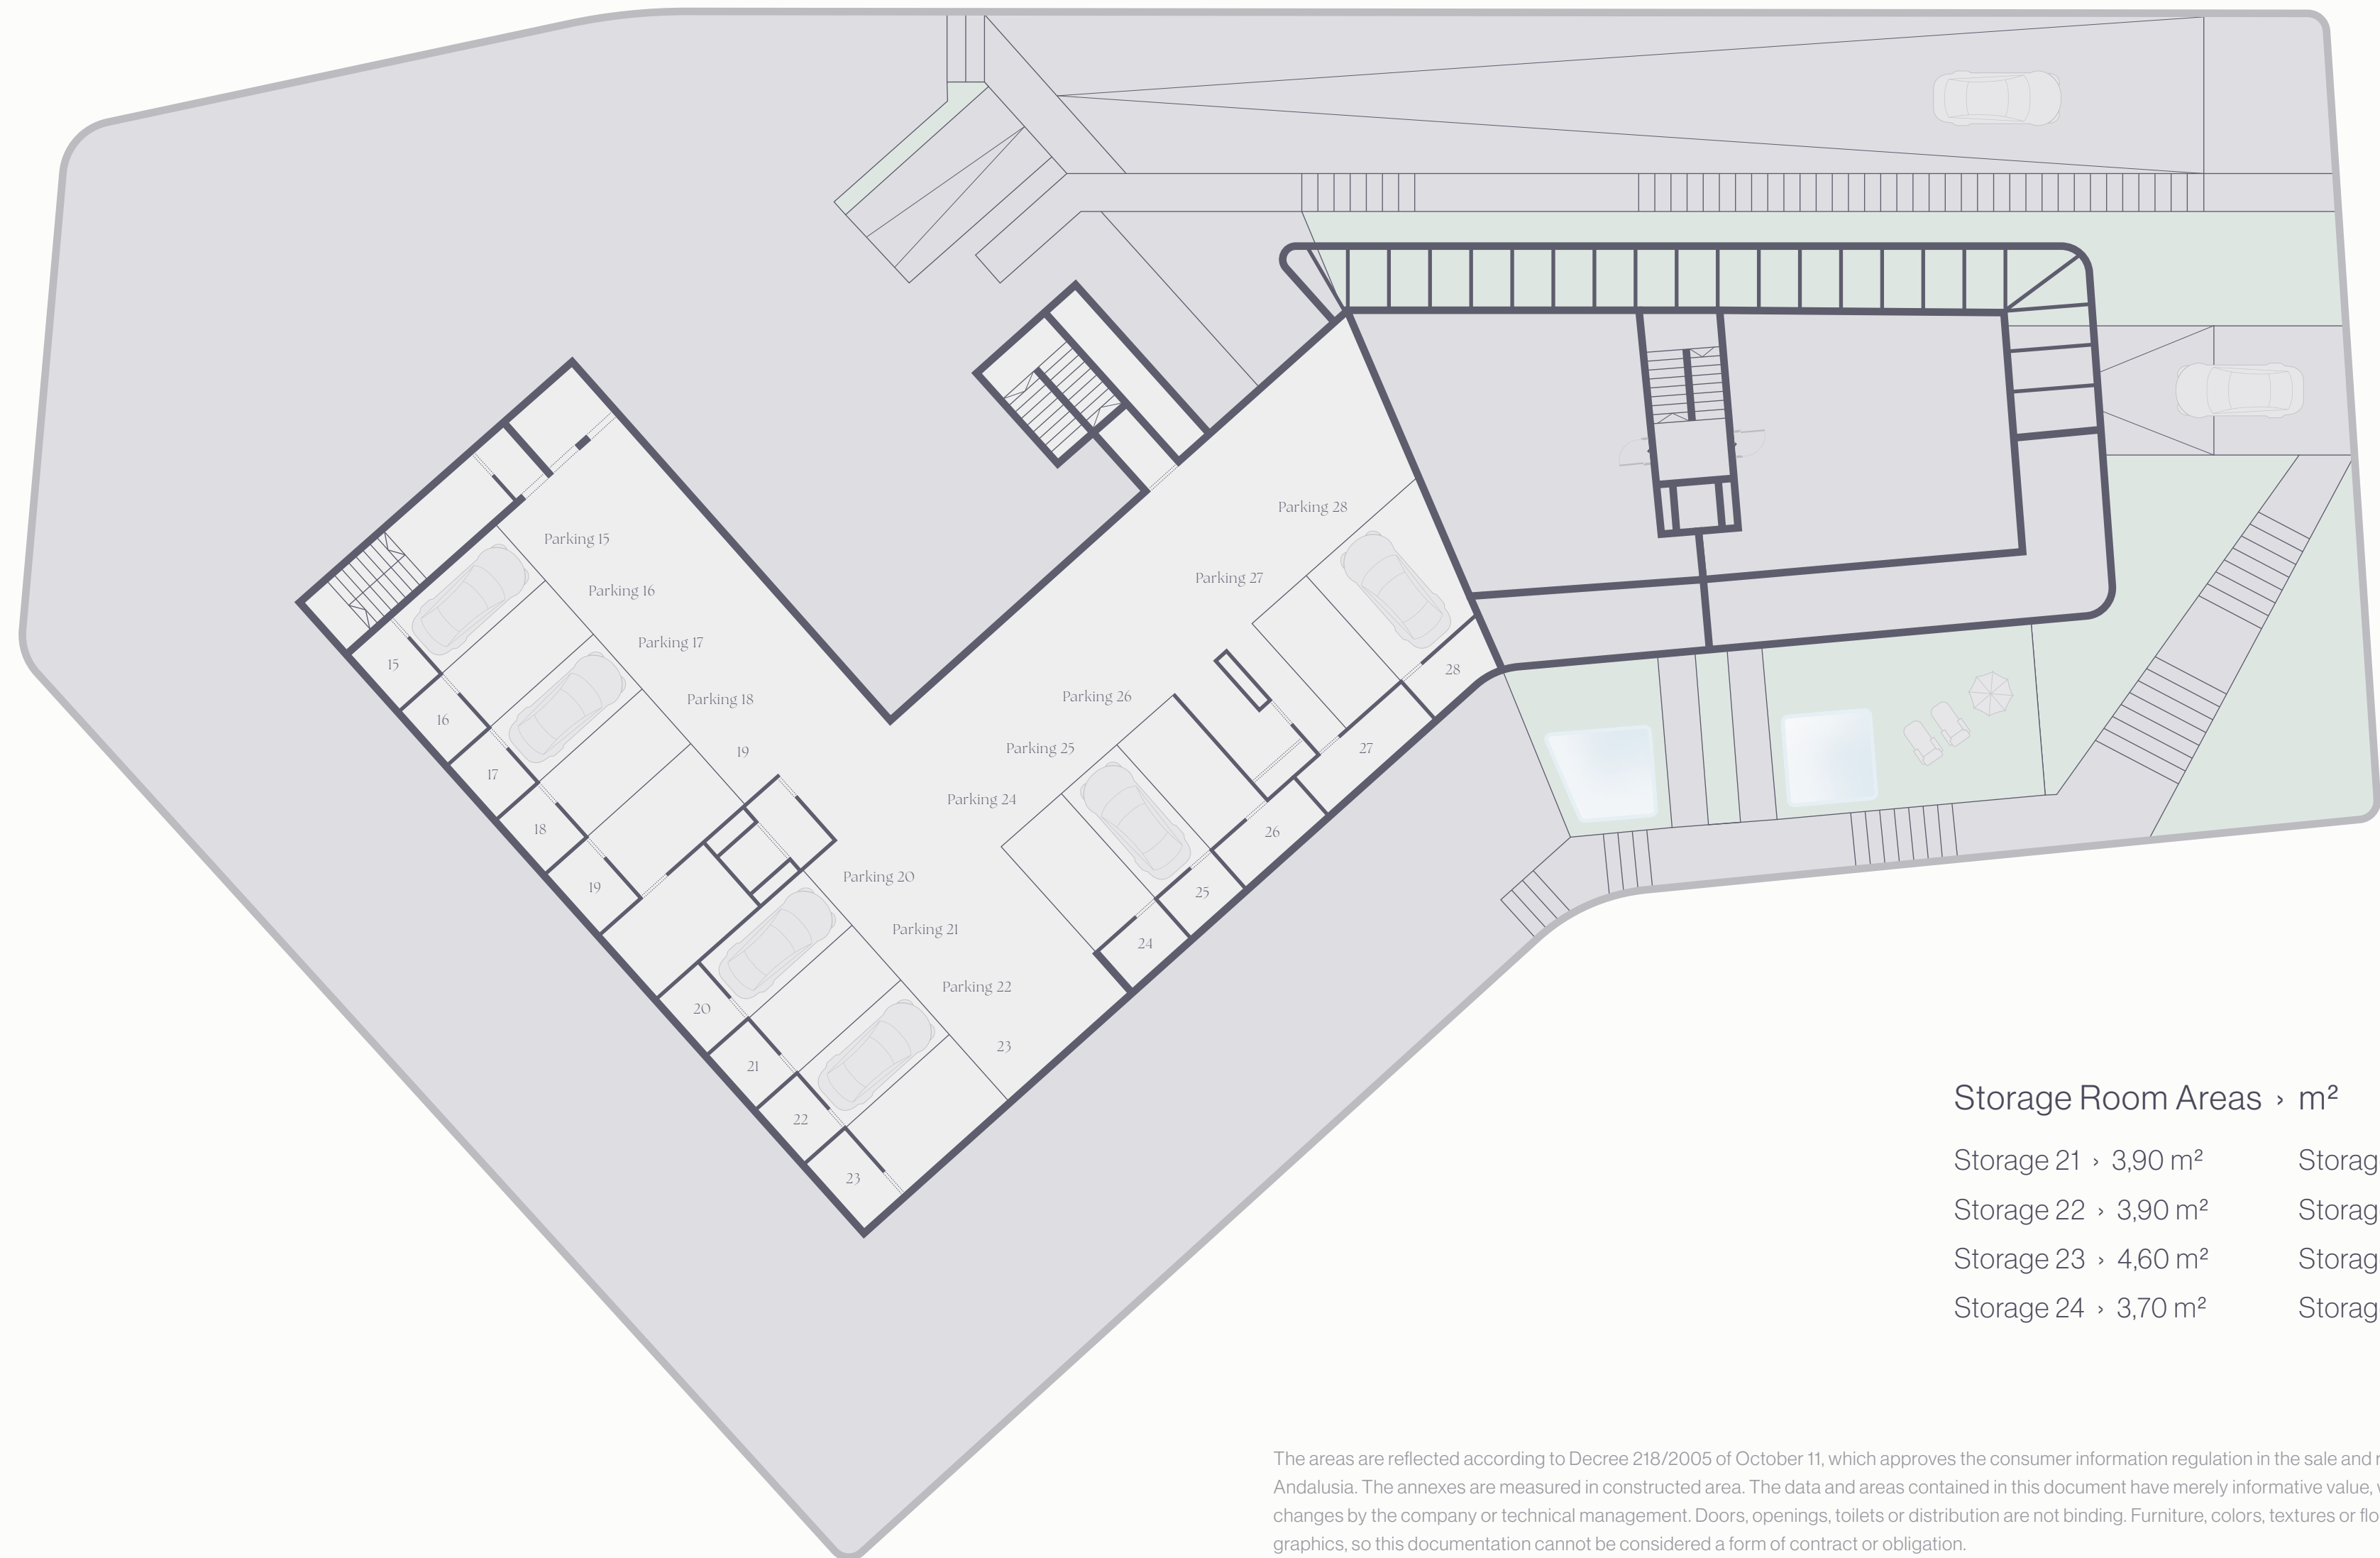 Parking 28
Parking 15
Parking 27
Parking 16
Parking 17
15
28
Parking 26
Parking 18
16
Parking 25
27
19
17
Parking 24
18
26
Parking 20
19
25
Parking 21
24
Parking 22
20
23
21
22
23
Storage Room Areas › m²
Storage 21 › 3,90 m²
Storage 22 › 3,90 m²
Storage 23 › 4,60 m²
Storage 24 › 3,70 m²
Storag
Storag
Storag
Storag
The areas are reflected according to Decree 218/2005 of October 11, which approves the consumer information regulation in the sale and
Andalusia. The annexes are measured in constructed area. The data and areas contained in this document have merely informative value,
changes by the company or technical management. Doors, openings, toilets or distribution are not binding. Furniture, colors, textures or flo
graphics, so this documentation cannot be considered a form of contract or obligation.